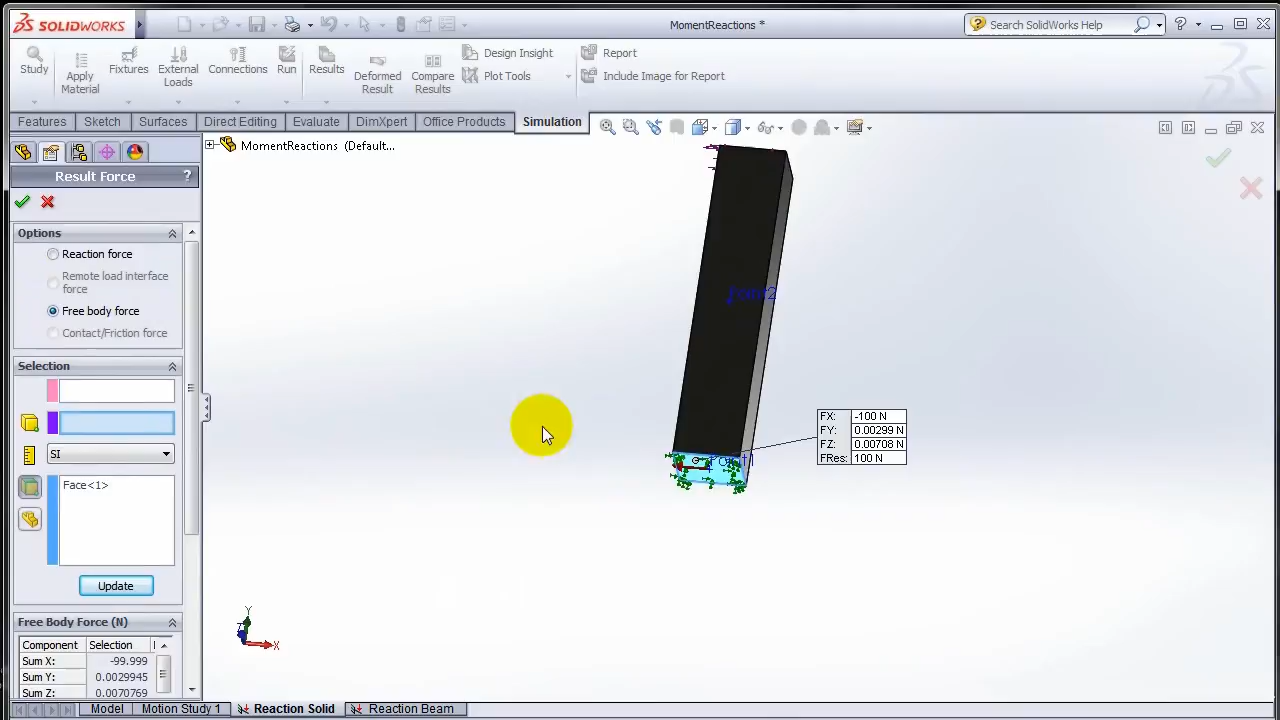 SOLIDWORKS
MomentReactions *
Search SolidWorks Help
?
Study
Apply Material
Fixtures
External Loads
Connections
Run
Results
Deformed Result
Compare Results
Design Insight
Plot Tools
Report
Include Image for Report
Features
Sketch
Surfaces
Direct Editing
Evaluate
DimXpert
Office Products
Simulation
MomentReactions (Default...
Result Force
?
Options
Reaction force
Remote load interface
force
Free body force
Contact/Friction force
Selection
SI
Face<1>
Update
Free Body Force (N)
Component Selection
Sum X: -99.999
Sum Y: 0.0029945
Sum Z: 0.0070769
Point2
Point1
FX: -100 N
FY: 0.00299 N
FZ: 0.00708 N
FRes: 100 N
Y
Z
X
Model
Motion Study 1
Reaction Solid
Reaction Beam